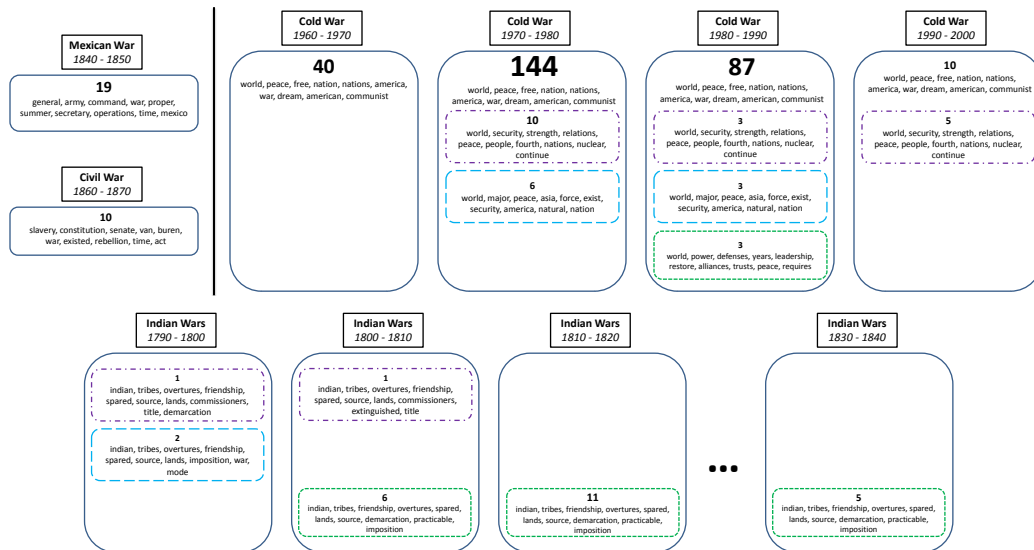 Mexican War
1840 - 1850
19
general, army, command, war, proper,
summer, secretary, operations, time, mexico
Civil War
1860 - 1870
10
slavery, constitution, senate, van, buren,
war, existed, rebellion, time, act
Cold War
1960 - 1970
40
world, peace, free, nation, nations, america,
war, dream, american, communist
Cold War
1970 - 1980
144
world, peace, free, nation, nations,
america, war, dream, american, communist
10
world, security, strength, relations,
peace, people, fourth, nations, nuclear,
continue
6
world, major, peace, asia, force, exist,
security, america, natural, nation
Cold War
1980 - 1990
87
world, peace, free, nation, nations,
america, war, dream, american, communist
3
world, security, strength, relations,
peace, people, fourth, nations, nuclear,
continue
3
world, major, peace, asia, force, exist,
security, america, natural, nation
3
world, power, defenses, years, leadership,
restore, alliances, trusts, peace, requires
Cold War
1990 - 2000
10
world, peace, free, nation, nations,
america, war, dream, american, communist
5
world, security, strength, relations,
peace, people, fourth, nations, nuclear,
continue
Indian Wars
1790 - 1800
1
indian, tribes, overtures, friendship,
spared, source, lands, commissioners,
title, demarcation
2
indian, tribes, overtures, friendship,
spared, source, lands, imposition, war,
mode
Indian Wars
1800 - 1810
1
indian, tribes, overtures, friendship,
spared, source, lands, commissioners,
extinguished, title
6
indian, tribes, friendship, overtures, spared,
lands, source, demarcation, practicable,
imposition
Indian Wars
1810 - 1820
11
indian, tribes, friendship, overtures, spared,
lands, source, demarcation, practicable,
imposition
...
Indian Wars
1830 - 1840
5
indian, tribes, friendship, overtures, spared,
lands, source, demarcation, practicable,
imposition